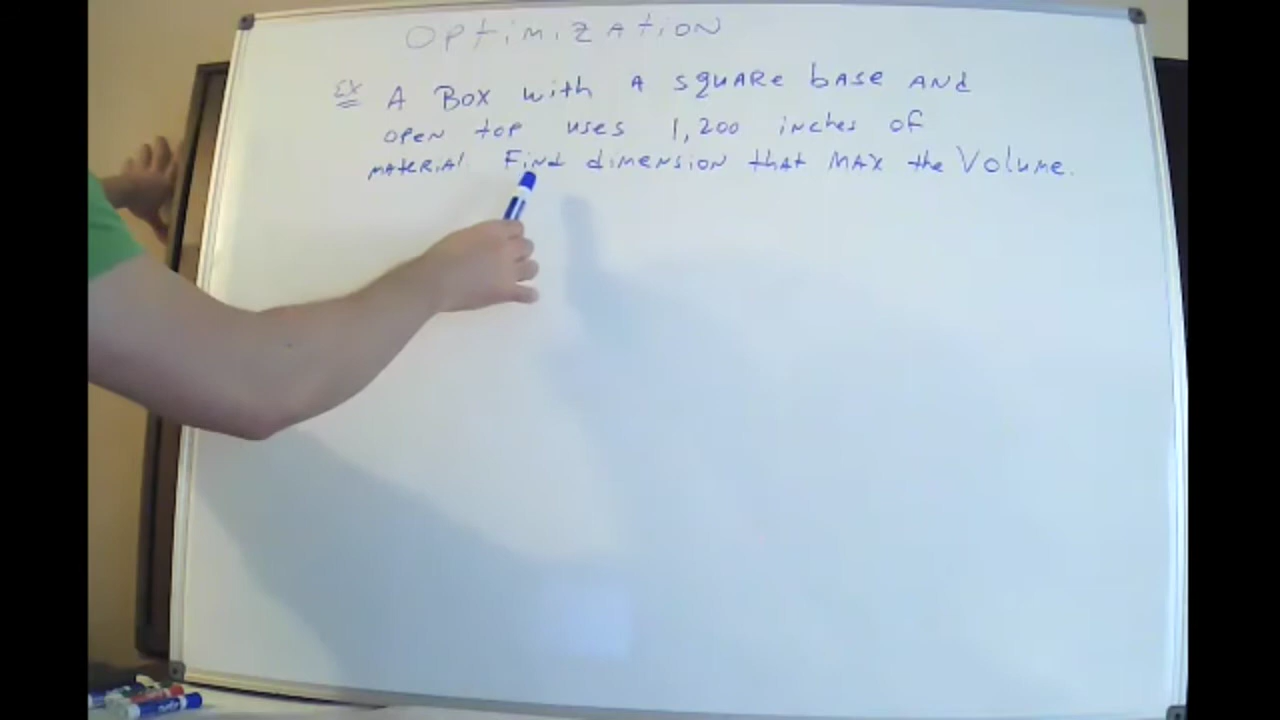 Optimization
Ex A Box with A square base AND
open top uses 1,200 inches of
MAteriAl. Find dimension that MAX the Volume.